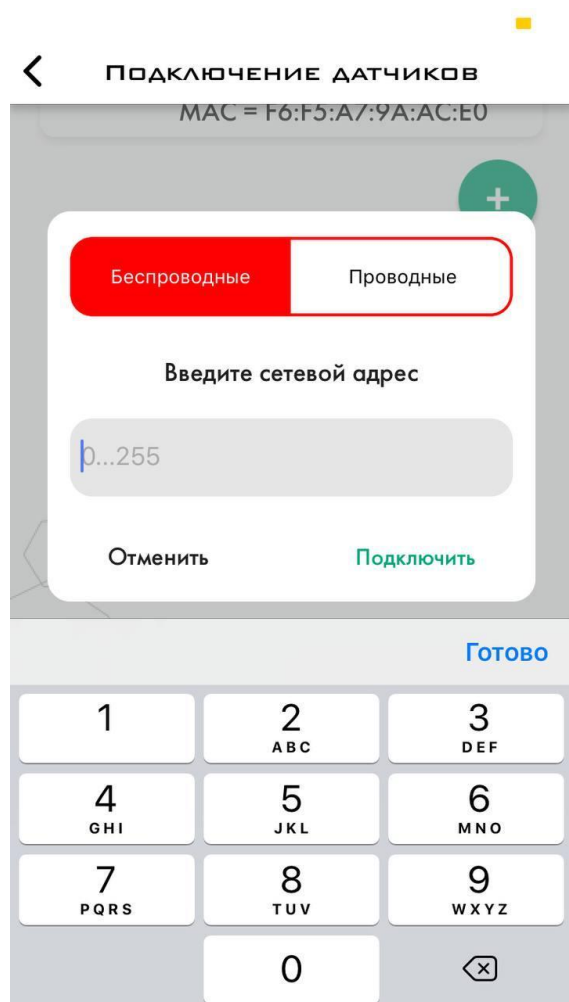 Подключение датчиков
MAC = F6:F5:A7:9A:AC:E0
+
Беспроводные Проводные
Введите сетевой адрес
0...255
Отменить Подключить
Готово
1 2 3
ABC DEF
4 5 6
GHI JKL MNO
7 8 9
PQRS TUV WXYZ
0